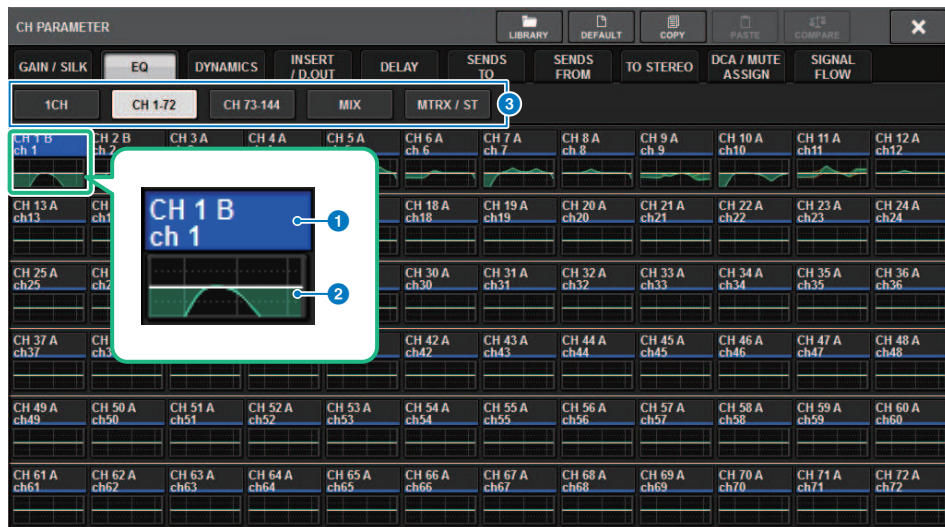 CH PARAMETER LIBRARY DEFAULT COPY PASTE COMPARE ×
GAIN / SILK EQ DYNAMICS INSERT / D.OUT DELAY SENDS TO SENDS FROM TO STEREO DCA / MUTE ASSIGN SIGNAL FLOW
1CH CH 1-72 CH 73-144 MIX MTRX / ST 3
CH 1 B CH 2 B CH 3 A CH 4 A CH 5 A CH 6 A CH 7 A CH 8 A CH 9 A CH 10 A CH 11 A CH 12 A
ch 1 ch 2 ch 6 ch 7 ch 8 ch 9 ch10 ch11 ch12
CH 1 B 1
ch 1
2
CH 13 A CH CH 18 A CH 19 A CH 20 A CH 21 A CH 22 A CH 23 A CH 24 A
ch13 ch1 ch18 ch19 ch20 ch21 ch22 ch23 ch24
CH 25 A CH CH 30 A CH 31 A CH 32 A CH 33 A CH 34 A CH 35 A CH 36 A
ch25 ch2 ch30 ch31 ch32 ch33 ch34 ch35 ch36
CH 37 A CH CH 42 A CH 43 A CH 44 A CH 45 A CH 46 A CH 47 A CH 48 A
ch37 ch3 ch42 ch43 ch44 ch45 ch46 ch47 ch48
CH 49 A CH 50 A CH 51 A CH 52 A CH 53 A CH 54 A CH 55 A CH 56 A CH 57 A CH 58 A CH 59 A CH 60 A
ch49 ch50 ch51 ch52 ch53 ch54 ch55 ch56 ch57 ch58 ch59 ch60
CH 61 A CH 62 A CH 63 A CH 64 A CH 65 A CH 66 A CH 67 A CH 68 A CH 69 A CH 70 A CH 71 A CH 72 A
ch61 ch62 ch63 ch64 ch65 ch66 ch67 ch68 ch69 ch70 ch71 ch72